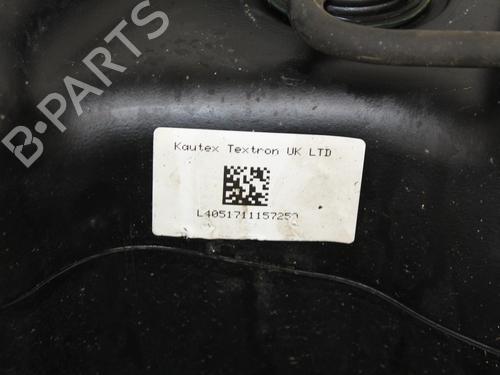 Kautex Textron UK LTD
L4051711157250
B-Parts